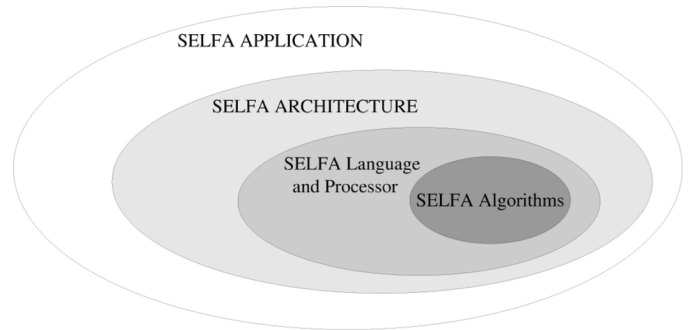 SELFA APPLICATION
SELFA ARCHITECTURE
SELFA Language
and Processor
SELFA Algorithms